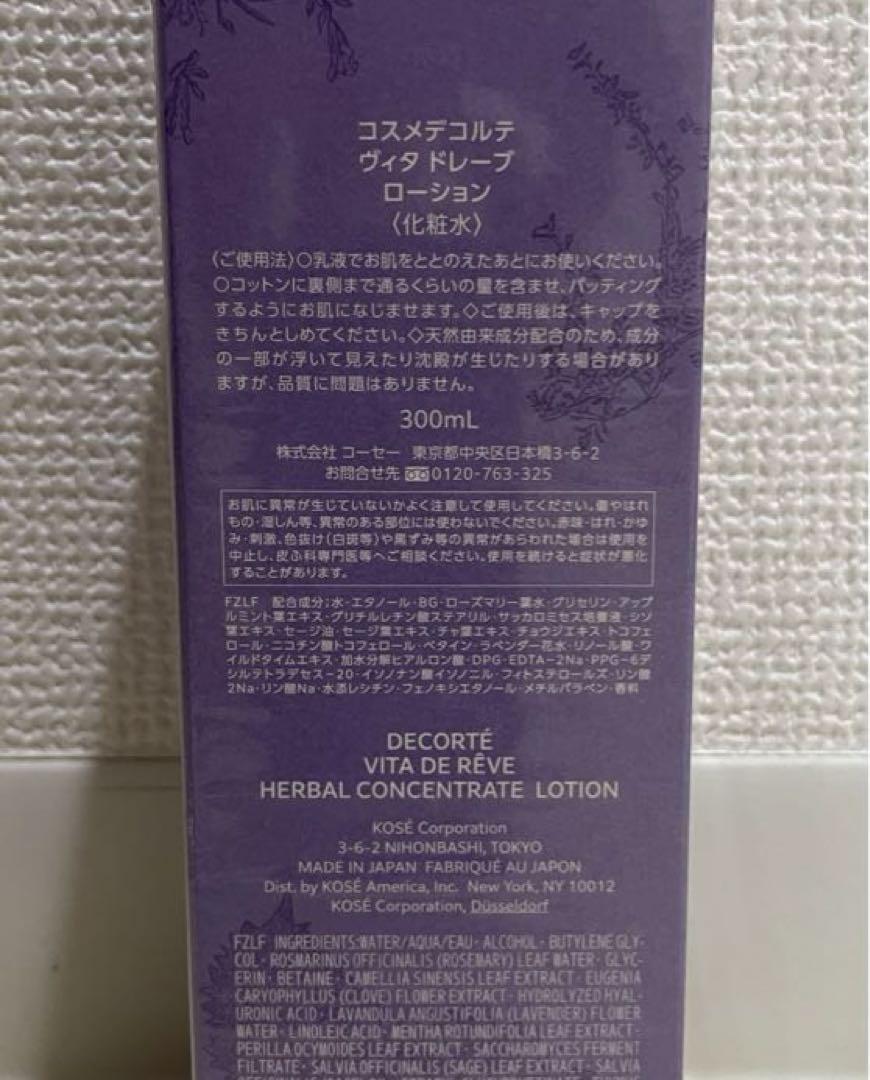 コスメデコルテ
ヴィタ ドレーブ
ローション
〈化粧水〉
〈ご使用法〉○乳液でお肌をととのえたあとにお使いください。
○コットンに裏側まで通るくらいの量を含ませ、パッティング
するようにお肌になじませます。◇ご使用後は、キャップを
きちんとしめてください。◇天然由来成分配合のため、成分
の一部が浮いて見えたり沈殿が生じたりする場合があり
ますが、品質に問題はありません。
300mL
株式会社 コーセー 東京都中央区日本橋3-6-2
お問合せ先 0120-763-325
お肌に異常が生じていないかよく注意して使用してください。傷やはれ
もの・湿しん等、異常のある部位には使わないでください。赤味・はれ・かゆ
み・刺激、色抜け(白斑等)や黒ずみ等の異常があらわれた場合は使用を
中止し、皮ふ科専門医等へご相談ください。使用を続けると症状が悪化
することがあります。
FZLF 配合成分:水・エタノール・BG・ローズマリー葉水・グリセリン・アップ
ルミント葉エキス・グリチルレチン酸ステアリル・サッカロミセス培養液・シソ
葉エキス・セージ油・セージ葉エキス・チャ葉エキス・チョウジエキス・トコフェ
ロール・ニコチン酸トコフェロール・ベタイン・ラベンダー花水・リノール酸・ワ
イルドタイムエキス・加水分解ヒアルロン酸・DPG・EDTA-2Na・PPG-6デ
シルテトラデセス-20・イソノナン酸イソノニル・フィトステロールズ・リン酸
2Na・リン酸Na・水添レシチン・フェノキシエタノール・メチルパラベン・香料
DECORTÉ
VITA DE RÊVE
HERBAL CONCENTRATE LOTION
KOSÉ Corporation
3-6-2 NIHONBASHI, TOKYO
MADE IN JAPAN FABRIQUÉ AU JAPON
Dist. by KOSÉ America, Inc. New York, NY 10012
KOSÉ Corporation, Düsseldorf
FZLF INGREDIENTS:WATER/AQUA/EAU・ALCOHOL・BUTYLENE GLY-
COL・ROSMARINUS OFFICINALIS (ROSEMARY) LEAF WATER・GLYC-
ERIN・BETAINE・CAMELLIA SINENSIS LEAF EXTRACT・EUGENIA
CARYOPHYLLUS (CLOVE) FLOWER EXTRACT・HYDROLYZED HYAL-
URONIC ACID・LAVANDULA ANGUSTIFOLIA (LAVENDER) FLOWER
WATER・LINOLEIC ACID・MENTHA ROTUNDIFOLIA LEAF EXTRACT・
PERILLA OCYMOIDES LEAF EXTRACT・SACCHAROMYCES FERMENT
FILTRATE・SALVIA OFFICINALIS (SAGE) LEAF EXTRACT・SALVIA